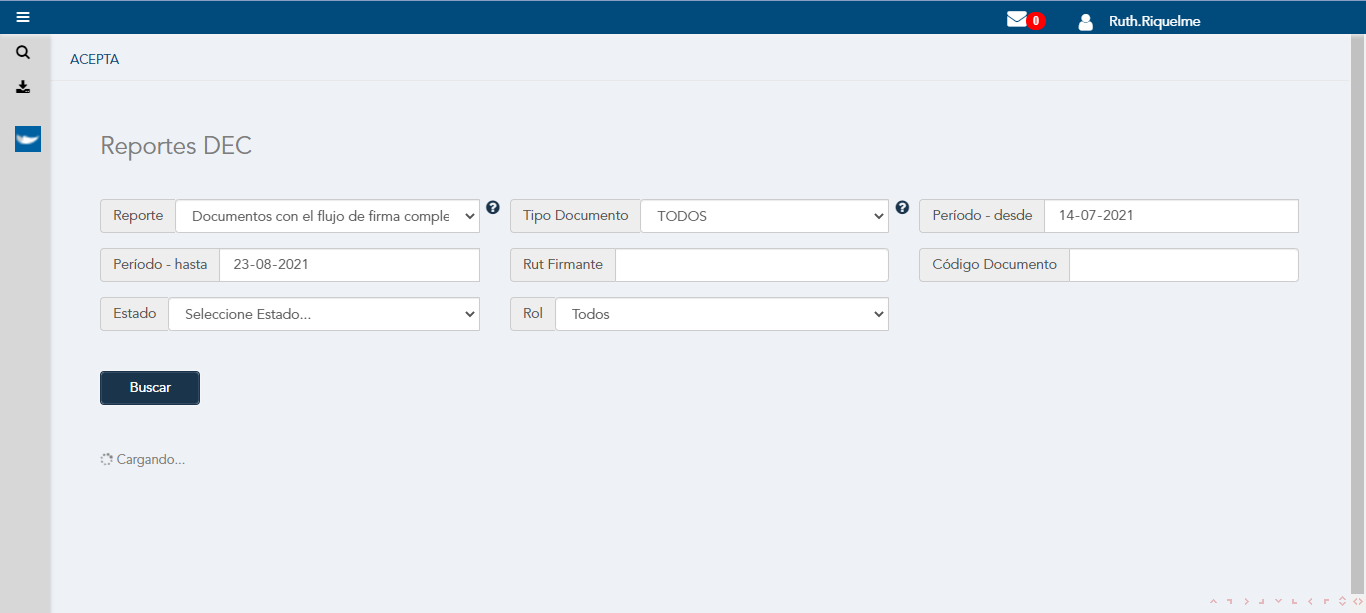 0 Ruth.Riquelme
ACEPTA
Reportes DEC
Reporte Documentos con el flujo de firma comple ? Tipo Documento TODOS ? Período - desde 14-07-2021
Período - hasta 23-08-2021 Rut Firmante Código Documento
Estado Seleccione Estado... Rol Todos
Buscar
Cargando...